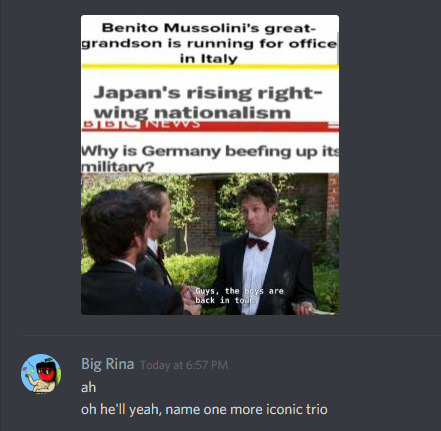 Benito Mussolini's great-
grandson is running for office
in Italy
Japan's rising right-
wing nationalism
BBC NEWS
Why is Germany beefing up its
military?
Guys, the boys are
back in town.
Big Rina Today at 6:57 PM
ah
oh he'll yeah, name one more iconic trio